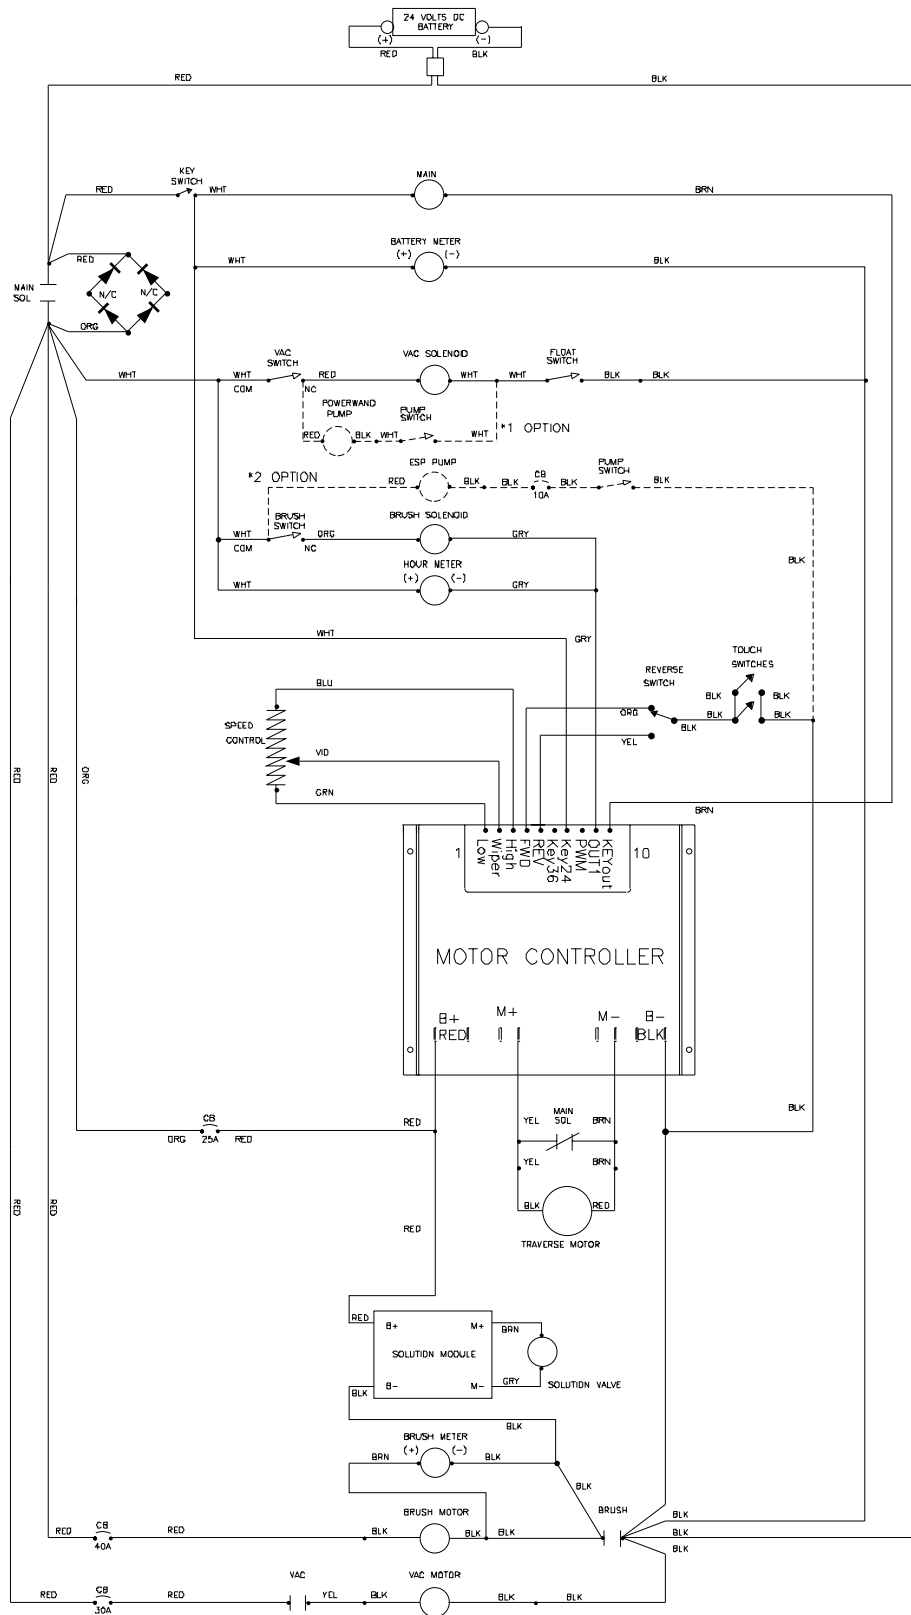 24 VOLTS DC
BATTERY
(+) (-)
RED BLK
RED BLK
KEY
SWITCH
MAIN
RED WHT BRN
BATTERY METER
(+) (-)
WHT BLK
RED
MAIN
SOL
N/C N/C
ORG
VAC
SWITCH
VAC SOLENOID
FLOAT
SWITCH
WHT WHT RED WHT WHT BLK BLK
COM NC
POWERWAND
PUMP
PUMP
SWITCH
RED BLK WHT WHT
*1 OPTION
*2 OPTION
ESP PUMP
CB
PUMP
SWITCH
RED BLK BLK BLK BLK
10A
BRUSH
SWITCH
BRUSH SOLENOID
WHT ORG GRY
COM NC
BLK
HOUR METER
(+) (-)
WHT GRY
WHT GRY
TOUCH
SWITCHES
REVERSE
SWITCH
BLU
BLK BLK
ORG BLK BLK
BLK
SPEED
CONTROL
VIO
YEL
GRN
BRN
RED RED ORG
1 10
Low
Wiper
High
FWD
REV
Key36
Key24
PWM
OUT1
KEYout
MOTOR CONTROLLER
B+ M+ M- B-
RED BLK
CB
ORG 25A RED
RED
YEL MAIN
SOL BRN
BLK
YEL BRN
BLK RED
TRAVERSE MOTOR
RED RED
RED
RED B+ M+ BRN
SOLUTION MODULE
B- M- GRY
BLK
SOLUTION VALVE
BLK
BRUSH METER
(+) (-)
BRN BLK
BLK
BRUSH MOTOR
BRUSH
BLK
CB
RED 40A RED BLK BLK BLK BLK
BLK
VAC VAC MOTOR
CB
RED 30A RED YEL BLK BLK BLK